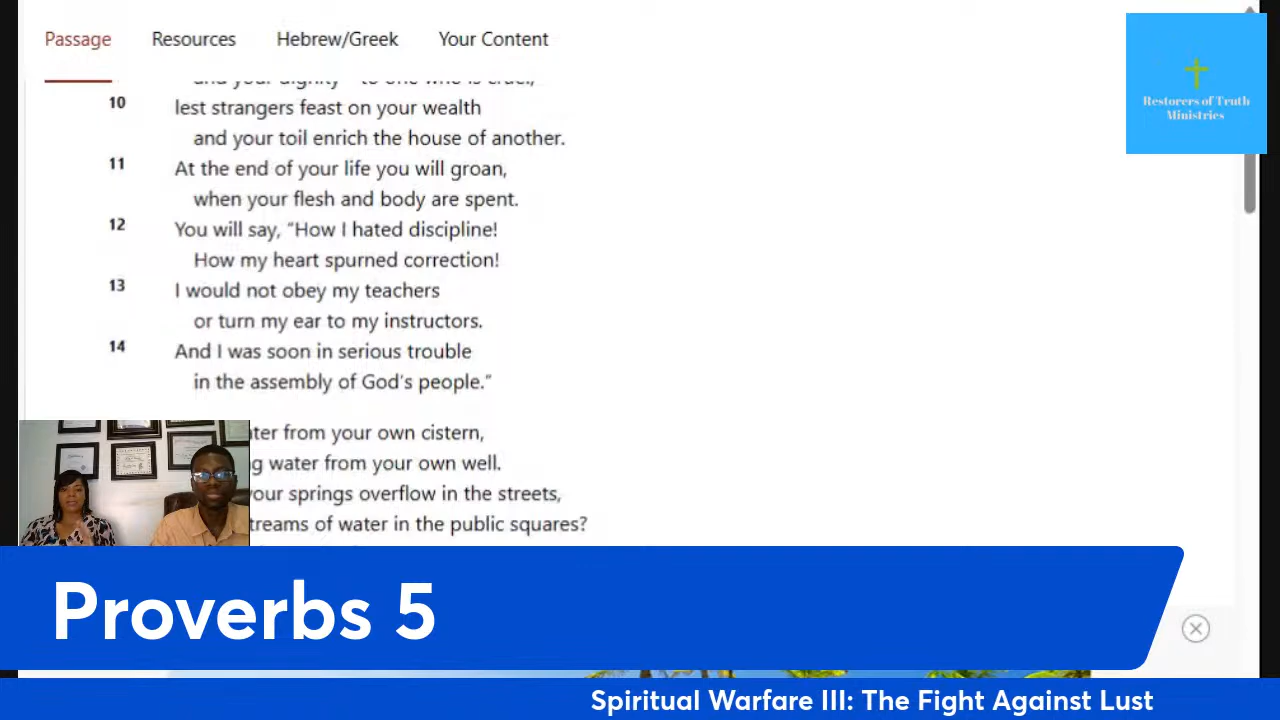 Passage Resources Hebrew/Greek Your Content
Restorers of Truth
Ministries
10 lest strangers feast on your wealth
and your toil enrich the house of another.
11 At the end of your life you will groan,
when your flesh and body are spent.
12 You will say, “How I hated discipline!
How my heart spurned correction!
13 I would not obey my teachers
or turn my ear to my instructors.
14 And I was soon in serious trouble
in the assembly of God’s people.”
from your own cistern,
water from your own well.
your springs overflow in the streets,
of water in the public squares?
Proverbs 5
Spiritual Warfare III: The Fight Against Lust